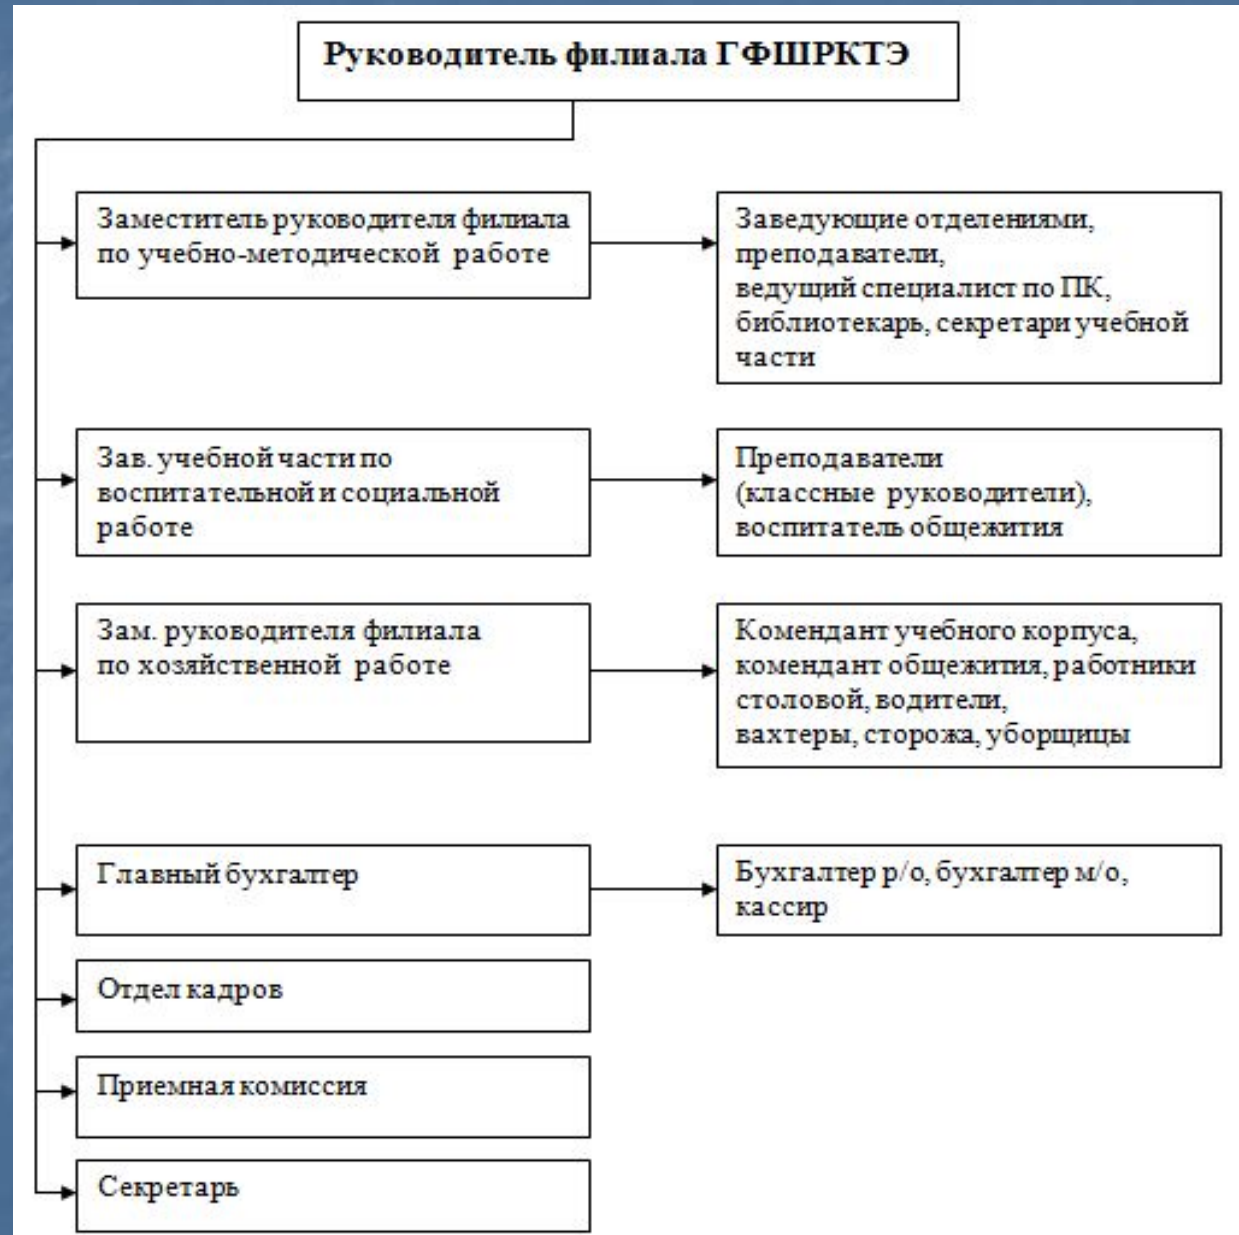 Руководитель филиала ГФШРКТЭ
Заместитель руководителя филиала
по учебно-методической работе
Заведующие отделениями,
преподаватели,
ведущий специалист по ПК,
библиотекарь, секретари учебной
части
Зав. учебной части по
воспитательной и социальной
работе
Преподаватели
(классные руководители),
воспитатель общежития
Зам. руководителя филиала
по хозяйственной работе
Комендант учебного корпуса,
комендант общежития, работники
столовой, водители,
вахтеры, сторожа, уборщицы
Главный бухгалтер
Бухгалтер р/о, бухгалтер м/о,
кассир
Отдел кадров
Приемная комиссия
Секретарь